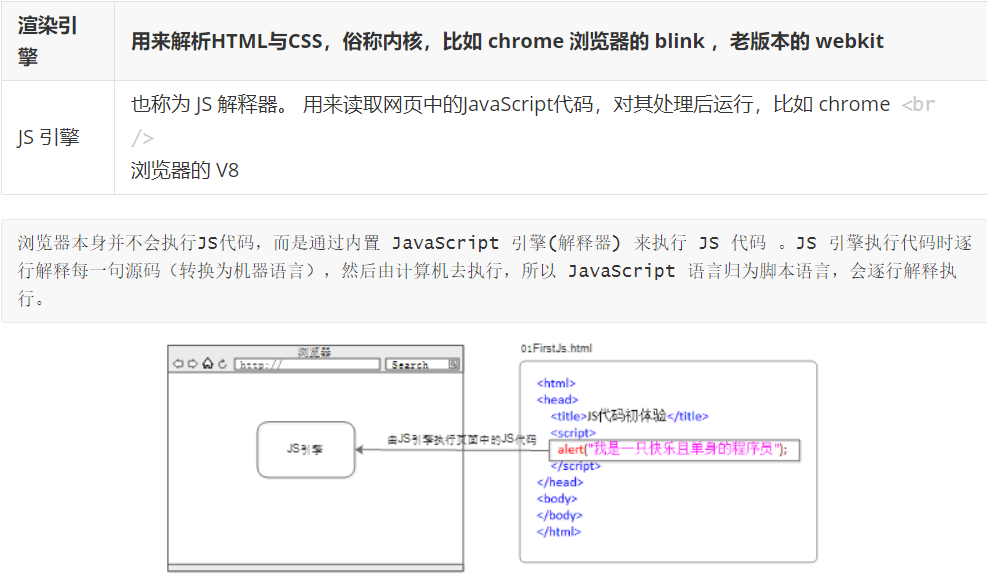 渲染引
擎
用来解析HTML与CSS，俗称内核，比如 chrome 浏览器的 blink ，老版本的 webkit
JS 引擎
也称为 JS 解释器。 用来读取网页中的JavaScript代码，对其处理后运行，比如 chrome <br
/>
浏览器的 V8
浏览器本身并不会执行JS代码，而是通过内置 JavaScript 引擎(解释器) 来执行 JS 代码 。JS 引擎执行代码时逐
行解释每一句源码（转换为机器语言），然后由计算机去执行，所以 JavaScript 语言归为脚本语言，会逐行解释执
行。
浏览器
http://
Search
JS引擎
由JS引擎执行页面中的JS代码
01FirstJs.html
<html>
<head>
<title>JS代码初体验</title>
<script>
alert("我是一只快乐且单身的程序员");
</script>
</head>
<body>
</body>
</html>